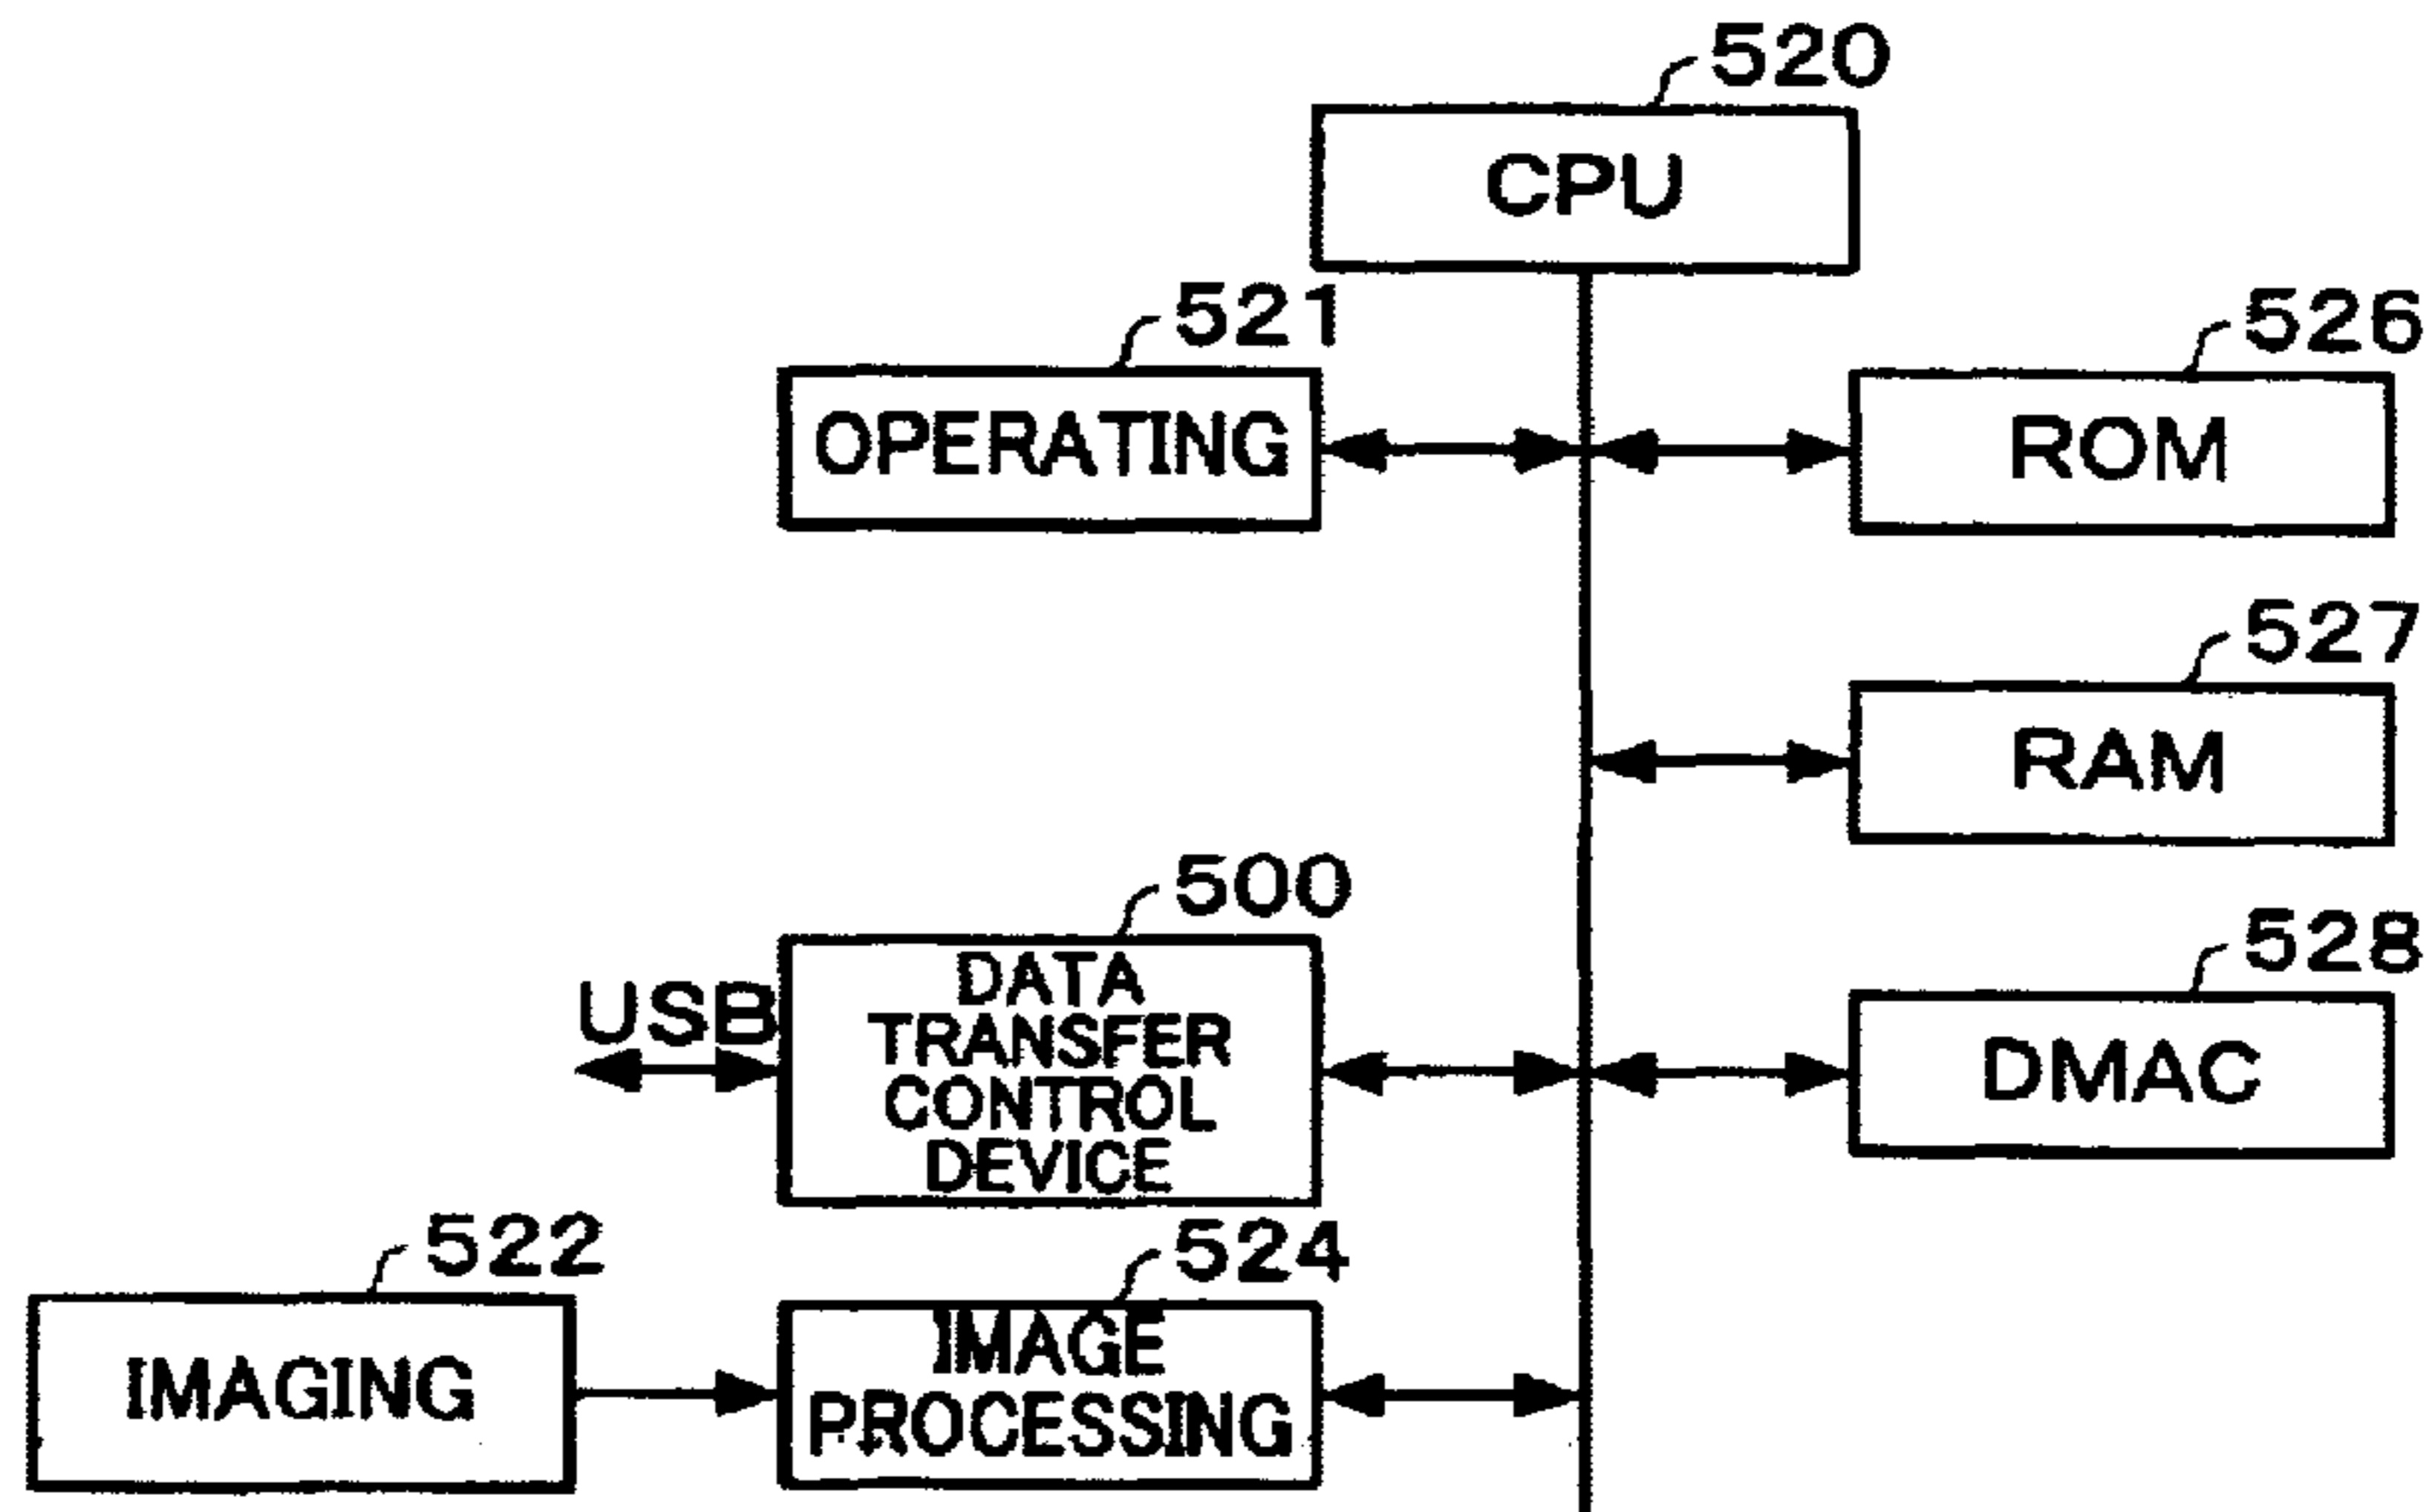 520
CPU
521
OPERATING
526
ROM
527
RAM
500
DATA
TRANSFER
CONTROL
DEVICE
USB
528
DMAC
522
IMAGING
524
IMAGE
PROCESSING